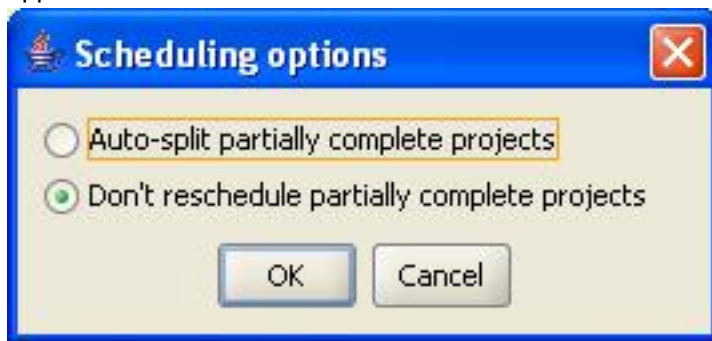 Scheduling options
Auto-split partially complete projects
Don't reschedule partially complete projects
OK Cancel